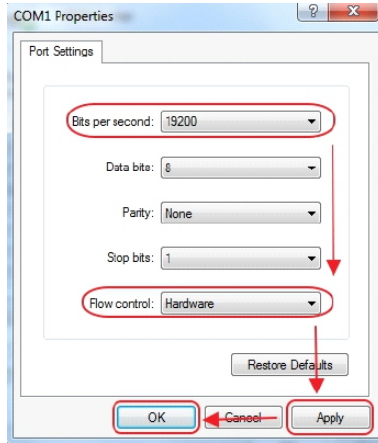 COM1 Properties
Port Settings
Bits per second: 19200
Data bits: 8
Parity: None
Stop bits: 1
Flow control: Hardware
Restore Defaults
OK Cancel Apply